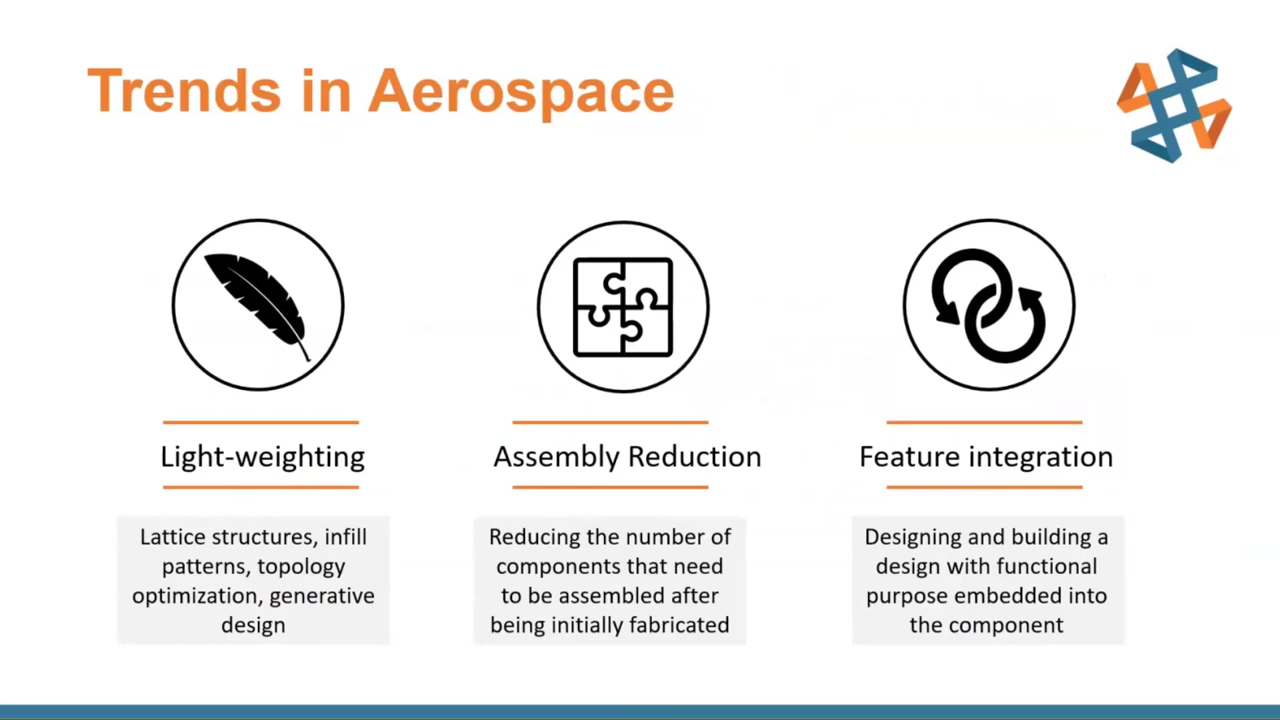 Trends in Aerospace
Light-weighting
Lattice structures, infill
patterns, topology
optimization, generative
design
Assembly Reduction
Reducing the number of
components that need
to be assembled after
being initially fabricated
Feature integration
Designing and building a
design with functional
purpose embedded into
the component